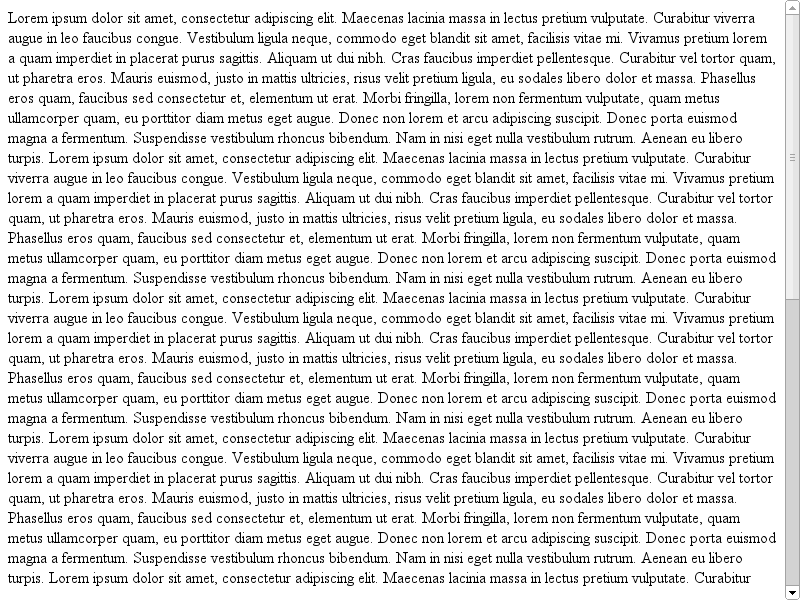 Lorem ipsum dolor sit amet, consectetur adipiscing elit. Maecenas lacinia massa in lectus pretium vulputate. Curabitur viverra
augue in leo faucibus congue. Vestibulum ligula neque, commodo eget blandit sit amet, facilisis vitae mi. Vivamus pretium lorem
a quam imperdiet in placerat purus sagittis. Aliquam ut dui nibh. Cras faucibus imperdiet pellentesque. Curabitur vel tortor quam,
ut pharetra eros. Mauris euismod, justo in mattis ultricies, risus velit pretium ligula, eu sodales libero dolor et massa. Phasellus
eros quam, faucibus sed consectetur et, elementum ut erat. Morbi fringilla, lorem non fermentum vulputate, quam metus
ullamcorper quam, eu porttitor diam metus eget augue. Donec non lorem et arcu adipiscing suscipit. Donec porta euismod
magna a fermentum. Suspendisse vestibulum rhoncus bibendum. Nam in nisi eget nulla vestibulum rutrum. Aenean eu libero
turpis. Lorem ipsum dolor sit amet, consectetur adipiscing elit. Maecenas lacinia massa in lectus pretium vulputate. Curabitur
viverra augue in leo faucibus congue. Vestibulum ligula neque, commodo eget blandit sit amet, facilisis vitae mi. Vivamus pretium
lorem a quam imperdiet in placerat purus sagittis. Aliquam ut dui nibh. Cras faucibus imperdiet pellentesque. Curabitur vel tortor
quam, ut pharetra eros. Mauris euismod, justo in mattis ultricies, risus velit pretium ligula, eu sodales libero dolor et massa.
Phasellus eros quam, faucibus sed consectetur et, elementum ut erat. Morbi fringilla, lorem non fermentum vulputate, quam
metus ullamcorper quam, eu porttitor diam metus eget augue. Donec non lorem et arcu adipiscing suscipit. Donec porta euismod
magna a fermentum. Suspendisse vestibulum rhoncus bibendum. Nam in nisi eget nulla vestibulum rutrum. Aenean eu libero
turpis. Lorem ipsum dolor sit amet, consectetur adipiscing elit. Maecenas lacinia massa in lectus pretium vulputate. Curabitur
viverra augue in leo faucibus congue. Vestibulum ligula neque, commodo eget blandit sit amet, facilisis vitae mi. Vivamus pretium
lorem a quam imperdiet in placerat purus sagittis. Aliquam ut dui nibh. Cras faucibus imperdiet pellentesque. Curabitur vel tortor
quam, ut pharetra eros. Mauris euismod, justo in mattis ultricies, risus velit pretium ligula, eu sodales libero dolor et massa.
Phasellus eros quam, faucibus sed consectetur et, elementum ut erat. Morbi fringilla, lorem non fermentum vulputate, quam
metus ullamcorper quam, eu porttitor diam metus eget augue. Donec non lorem et arcu adipiscing suscipit. Donec porta euismod
magna a fermentum. Suspendisse vestibulum rhoncus bibendum. Nam in nisi eget nulla vestibulum rutrum. Aenean eu libero
turpis. Lorem ipsum dolor sit amet, consectetur adipiscing elit. Maecenas lacinia massa in lectus pretium vulputate. Curabitur
viverra augue in leo faucibus congue. Vestibulum ligula neque, commodo eget blandit sit amet, facilisis vitae mi. Vivamus pretium
lorem a quam imperdiet in placerat purus sagittis. Aliquam ut dui nibh. Cras faucibus imperdiet pellentesque. Curabitur vel tortor
quam, ut pharetra eros. Mauris euismod, justo in mattis ultricies, risus velit pretium ligula, eu sodales libero dolor et massa.
Phasellus eros quam, faucibus sed consectetur et, elementum ut erat. Morbi fringilla, lorem non fermentum vulputate, quam
metus ullamcorper quam, eu porttitor diam metus eget augue. Donec non lorem et arcu adipiscing suscipit. Donec porta euismod
magna a fermentum. Suspendisse vestibulum rhoncus bibendum. Nam in nisi eget nulla vestibulum rutrum. Aenean eu libero
turpis. Lorem ipsum dolor sit amet, consectetur adipiscing elit. Maecenas lacinia massa in lectus pretium vulputate. Curabitur